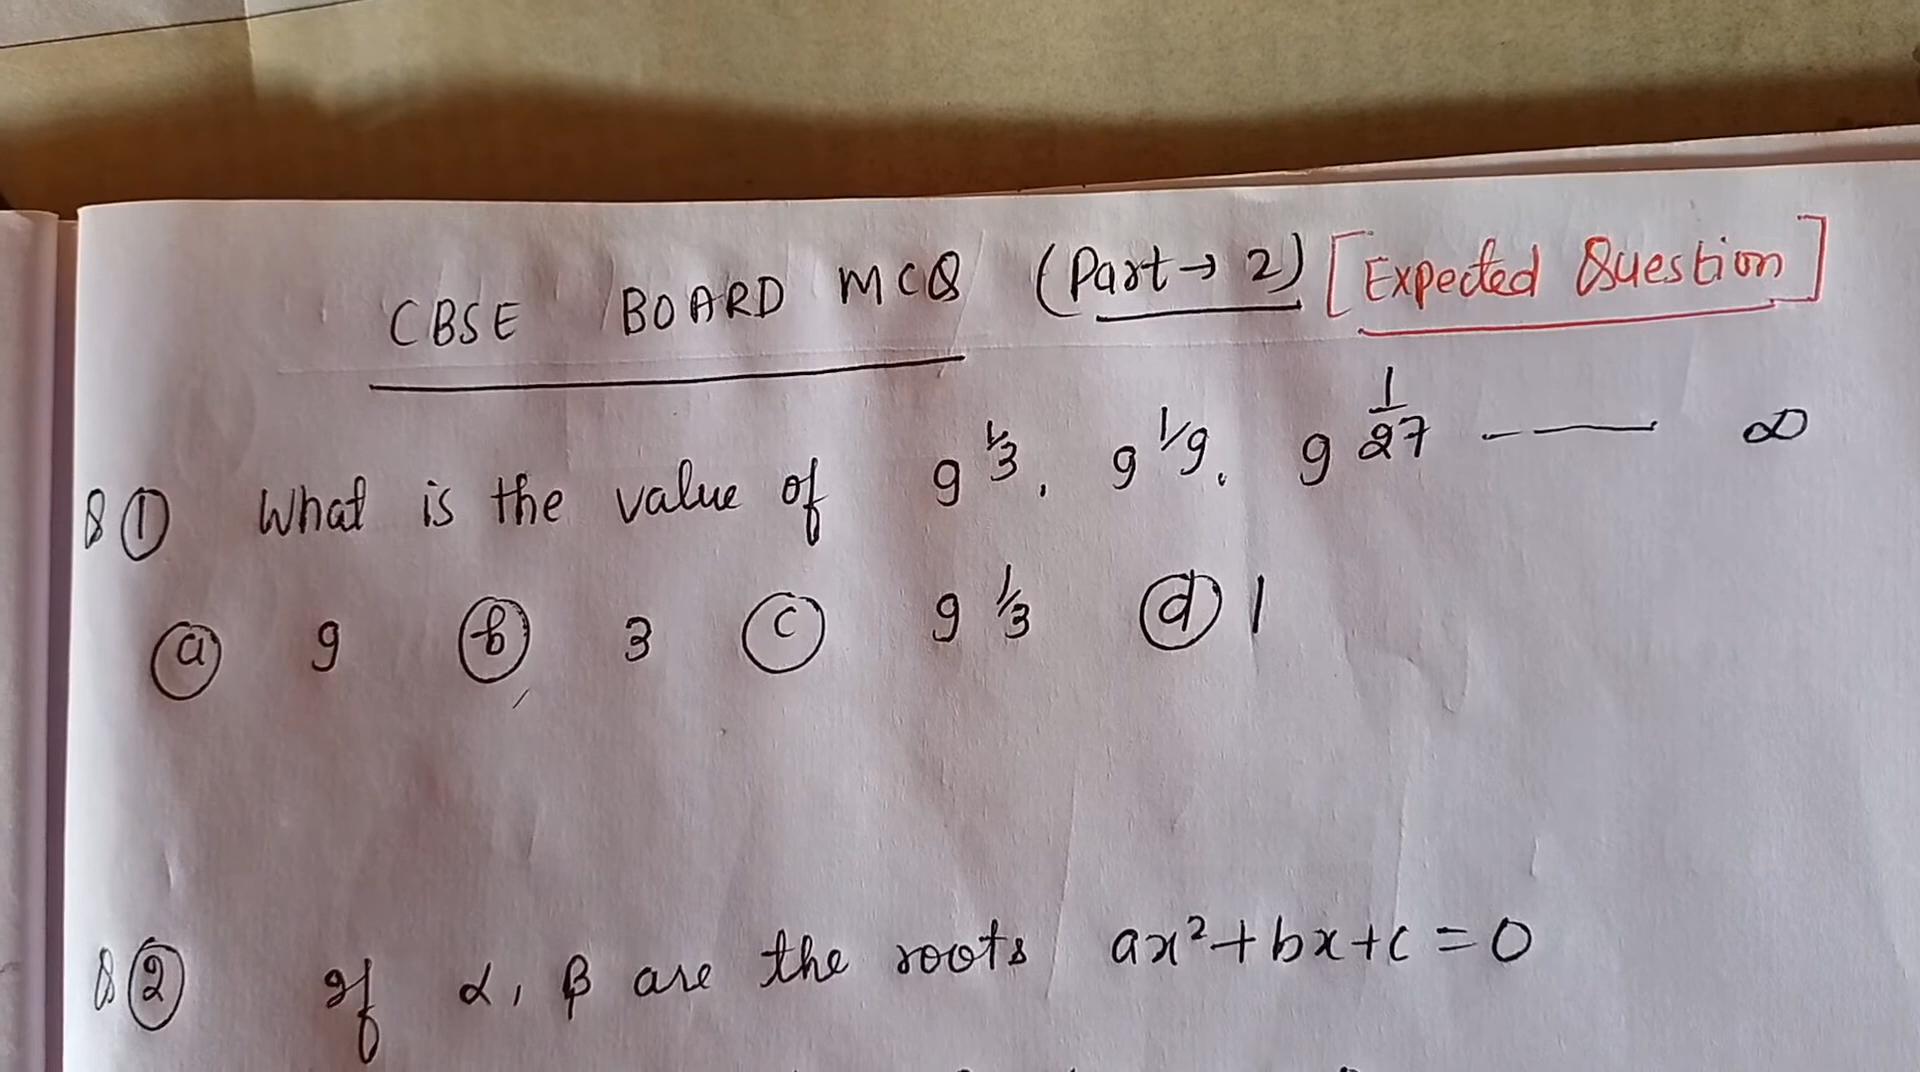 CBSE BOARD MCQ (Part → 2) [Expected Question]
Q ① What is the value of 9^1/3, 9^1/9, 9^1/27 ------ ∞
ⓐ 9 ⓑ 3 ⓒ 9^1/3 ⓓ 1
Q ② If α, β are the roots ax²+bx+c=0